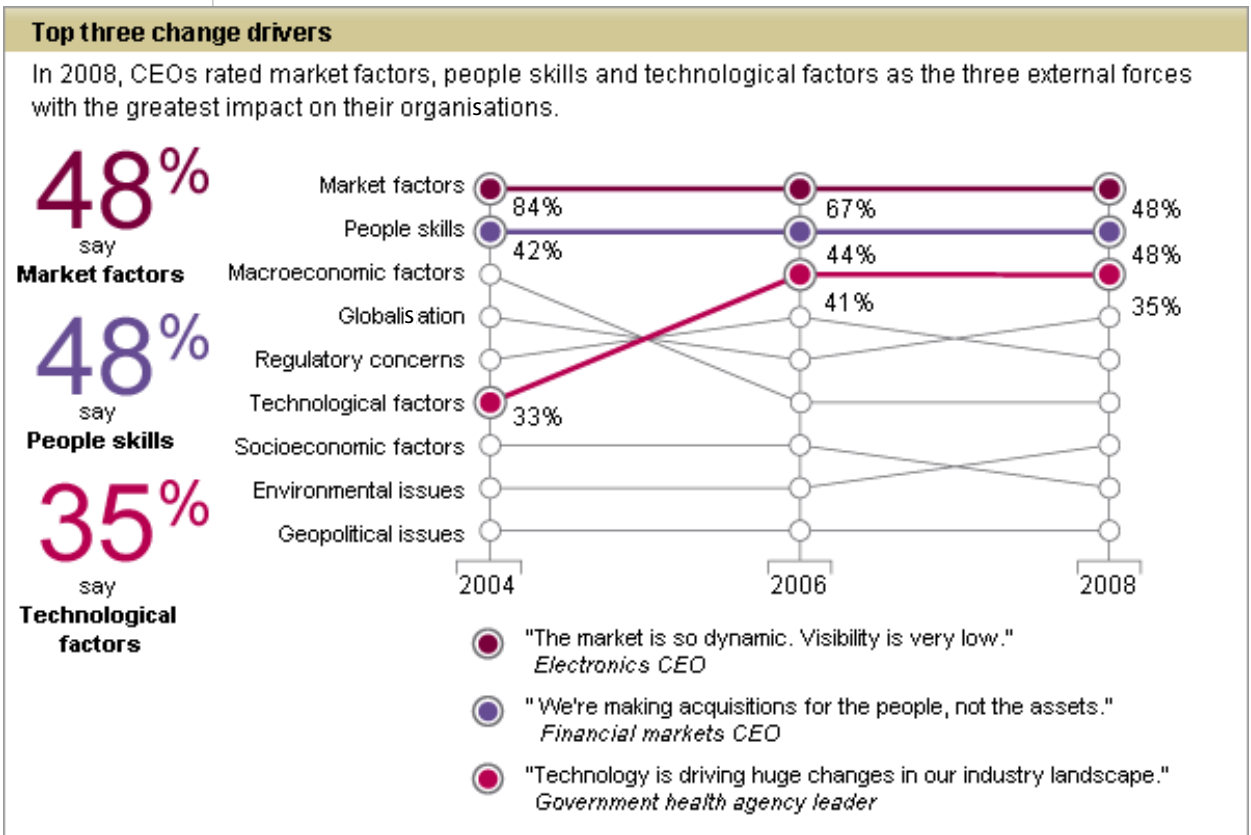 Top three change drivers
In 2008, CEOs rated market factors, people skills and technological factors as the three external forces
with the greatest impact on their organisations.
48%
say
Market factors
48%
say
People skills
35%
say
Technological
factors
Market factors
84%
67%
48%
People skills
42%
44%
48%
Macroeconomic factors
41%
35%
Globalisation
Regulatory concerns
Technological factors
33%
Socioeconomic factors
Environmental issues
Geopolitical issues
2004
2006
2008
"The market is so dynamic. Visibility is very low."
Electronics CEO
" We're making acquisitions for the people, not the assets."
Financial markets CEO
"Technology is driving huge changes in our industry landscape."
Government health agency leader